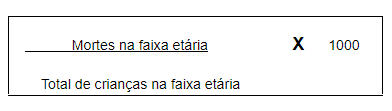 Mortes na faixa etária X 1000
Total de crianças na faixa etária